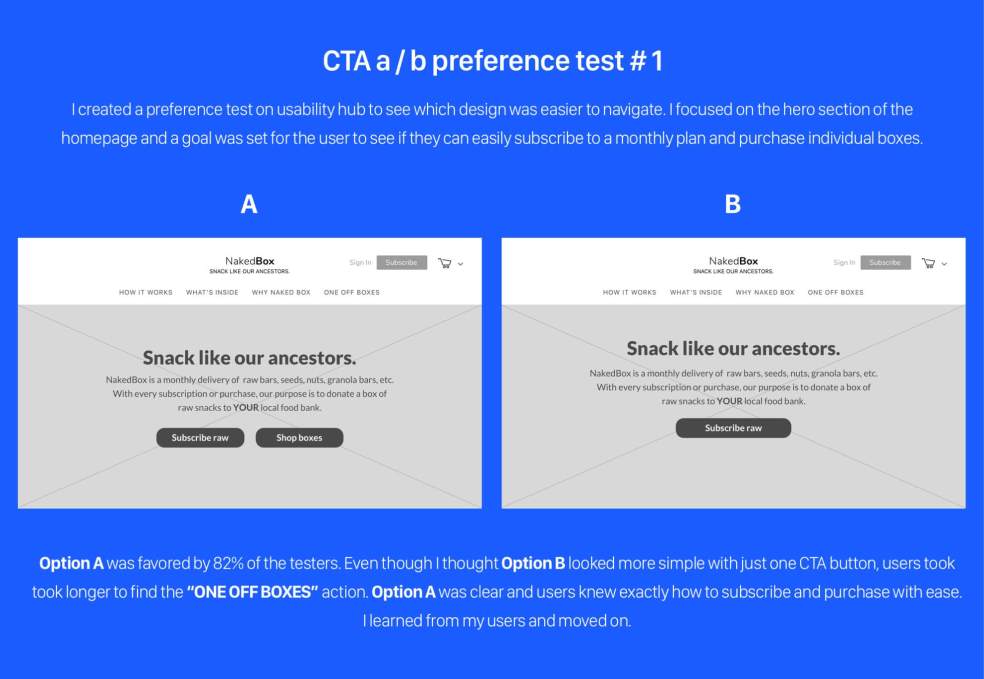 CTA a / b preference test # 1
I created a preference test on usability hub to see which design was easier to navigate. I focused on the hero section of the
homepage and a goal was set for the user to see if they can easily subscribe to a monthly plan and purchase individual boxes.
A
NakedBox
SNACK LIKE OUR ANCESTORS.
Sign In Subscribe
HOW IT WORKS WHAT'S INSIDE WHY NAKED BOX ONE OFF BOXES
Snack like our ancestors.
NakedBox is a monthly delivery of raw bars, seeds, nuts, granola bars, etc.
With every subscription or purchase, our purpose is to donate a box of
raw snacks to YOUR local food bank.
Subscribe raw Shop boxes
B
NakedBox
SNACK LIKE OUR ANCESTORS.
Sign In Subscribe
HOW IT WORKS WHAT'S INSIDE WHY NAKED BOX ONE OFF BOXES
Snack like our ancestors.
NakedBox is a monthly delivery of raw bars, seeds, nuts, granola bars, etc.
With every subscription or purchase, our purpose is to donate a box of
raw snacks to YOUR local food bank.
Subscribe raw
Option A was favored by 82% of the testers. Even though I thought Option B looked more simple with just one CTA button, users took
took longer to find the “ONE OFF BOXES” action. Option A was clear and users knew exactly how to subscribe and purchase with ease.
I learned from my users and moved on.